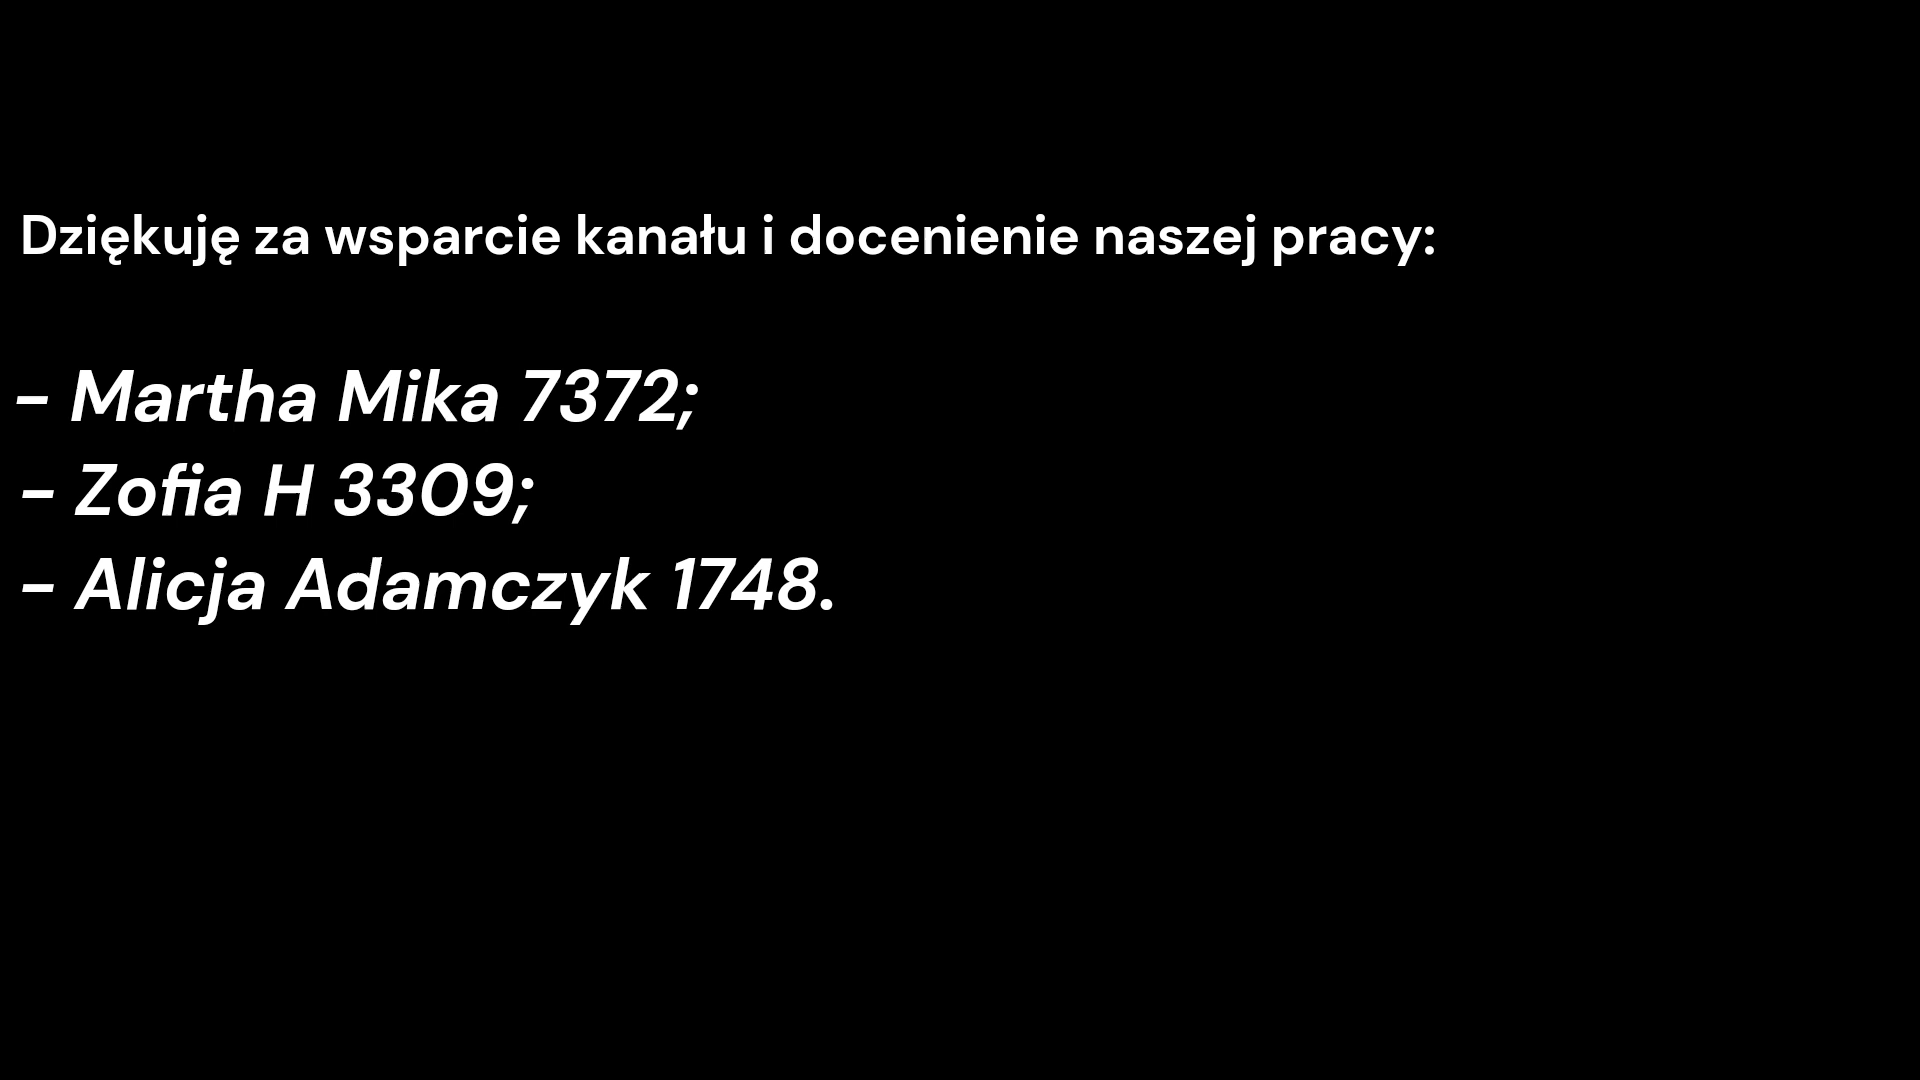 Dziękuję za wsparcie kanału i docenienie naszej pracy:
- Martha Mika 7372;
- Zofia H 3309;
- Alicja Adamczyk 1748.